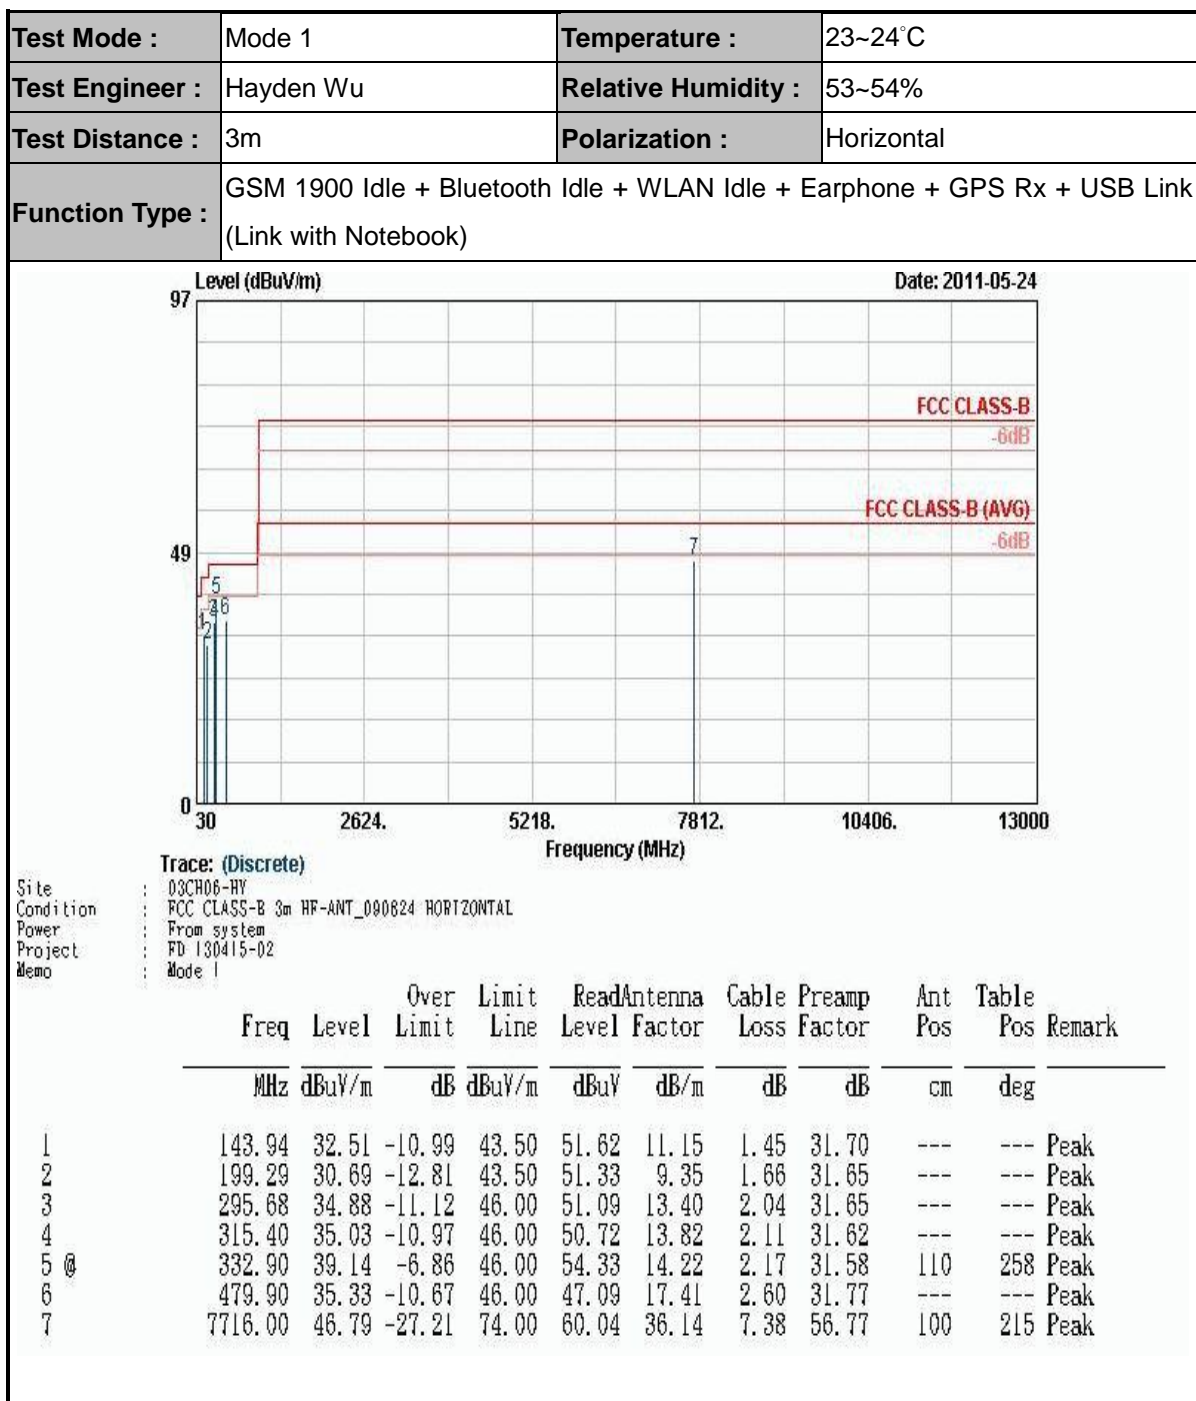 Test Mode : Mode 1 Temperature : 23~24°C
Test Engineer : Hayden Wu Relative Humidity : 53~54%
Test Distance : 3m Polarization : Horizontal
Function Type : GSM 1900 Idle + Bluetooth Idle + WLAN Idle + Earphone + GPS Rx + USB Link
(Link with Notebook)
Level (dBuV/m) Date: 2011-05-24
97
FCC CLASS-B
-6dB
FCC CLASS-B (AVG)
-6dB
49
7
5
6
1
2
0
30 2624. 5218. 7812. 10406. 13000
Frequency (MHz)
Trace: (Discrete)
Site : 03CH06-HY
Condition : FCC CLASS-B 3m HF-ANT_090624 HORIZONTAL
Power : From system
Project : FD 130415-02
Memo : Mode 1
Over Limit ReadAntenna Cable Preamp Ant Table
Freq Level Limit Line Level Factor Loss Factor Pos Pos Remark
MHz dBuV/m dB dBuV/m dBuV dB/m dB dB cm deg
1 143.94 32.51 -10.99 43.50 51.62 11.15 1.45 31.70 --- --- Peak
2 199.29 30.69 -12.81 43.50 51.33 9.35 1.66 31.65 --- --- Peak
3 295.68 34.88 -11.12 46.00 51.09 13.40 2.04 31.65 --- --- Peak
4 315.40 35.03 -10.97 46.00 50.72 13.82 2.11 31.62 --- --- Peak
5 @ 332.90 39.14 -6.86 46.00 54.33 14.22 2.17 31.58 110 258 Peak
6 479.90 35.33 -10.67 46.00 47.09 17.41 2.60 31.77 --- --- Peak
7 7716.00 46.79 -27.21 74.00 60.04 36.14 7.38 56.77 100 215 Peak